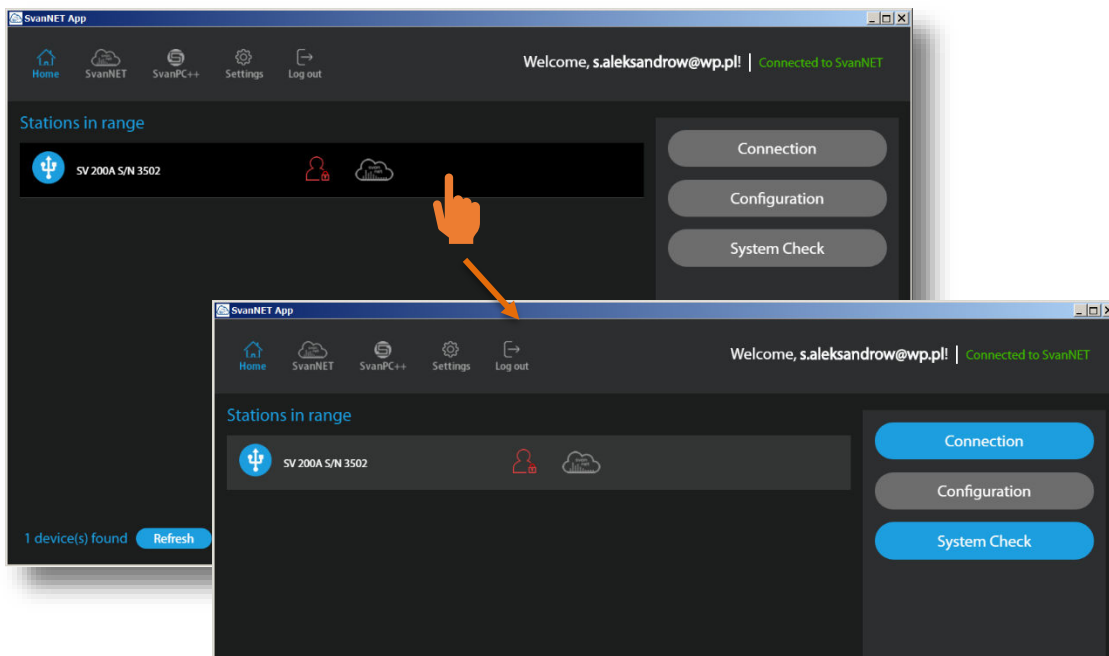 SvanNET App
Home SvanNET SvanPC++ Settings Log out
Welcome, s.aleksandrow@wp.pl! | Connected to SvanNET
Stations in range
SV 200A S/N 3502
Connection
Configuration
System Check
1 device(s) found Refresh
SvanNET App
Home SvanNET SvanPC++ Settings Log out
Welcome, s.aleksandrow@wp.pl! | Connected to SvanNET
Stations in range
SV 200A S/N 3502
Connection
Configuration
System Check